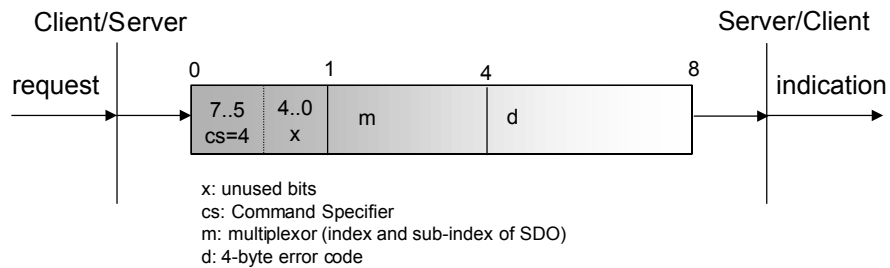 Client/Server
Server/Client
request
indication
0
1
4
8
7..5
cs=4
4..0
x
m
d
x: unused bits
cs: Command Specifier
m: multiplexor (index and sub-index of SDO)
d: 4-byte error code